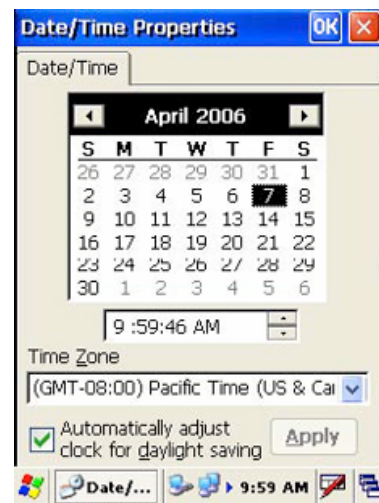 Date/Time Properties OK
Date/Time
April 2006
S M T W T F S
26 27 28 29 30 31 1
2 3 4 5 6 7 8
9 10 11 12 13 14 15
16 17 18 19 20 21 22
23 24 25 26 27 28 29
30 1 2 3 4 5 6
9 :59:46 AM
Time Zone
(GMT-08:00) Pacific Time (US & Car
Automatically adjust
clock for daylight saving
Apply
Date/... 9:59 AM